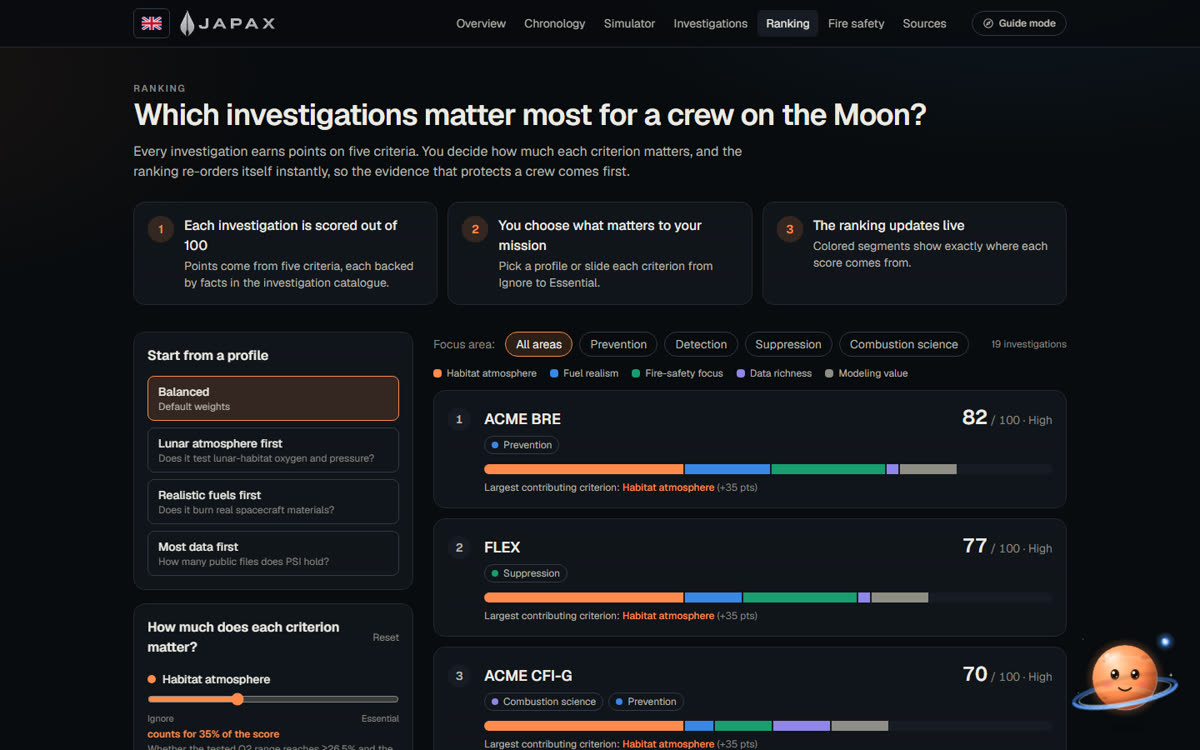 JAPAX
Overview
Chronology
Simulator
Investigations
Ranking
Fire safety
Sources
Guide mode
RANKING
Which investigations matter most for a crew on the Moon?
Every investigation earns points on five criteria. You decide how much each criterion matters, and the
ranking re-orders itself instantly, so the evidence that protects a crew comes first.
1
Each investigation is scored out of
100
Points come from five criteria, each backed
by facts in the investigation catalogue.
2
You choose what matters to your
mission
Pick a profile or slide each criterion from
Ignore to Essential.
3
The ranking updates live
Colored segments show exactly where each
score comes from.
Start from a profile
Balanced
Default weights
Lunar atmosphere first
Does it test lunar-habitat oxygen and pressure?
Realistic fuels first
Does it burn real spacecraft materials?
Most data first
How many public files does PSI hold?
How much does each criterion
matter?
Reset
Habitat atmosphere
Ignore
Essential
counts for 35% of the score
Whether the tested O2 range reaches ≥26.5% and the
Focus area:
All areas
Prevention
Detection
Suppression
Combustion science
19 investigations
Habitat atmosphere
Fuel realism
Fire-safety focus
Data richness
Modeling value
1
ACME BRE
82 / 100 · High
Prevention
Largest contributing criterion: Habitat atmosphere (+35 pts)
2
FLEX
77 / 100 · High
Suppression
Largest contributing criterion: Habitat atmosphere (+35 pts)
3
ACME CFI-G
70 / 100 · High
Combustion science
Prevention
Largest contributing criterion: Habitat atmosphere (+35 pts)